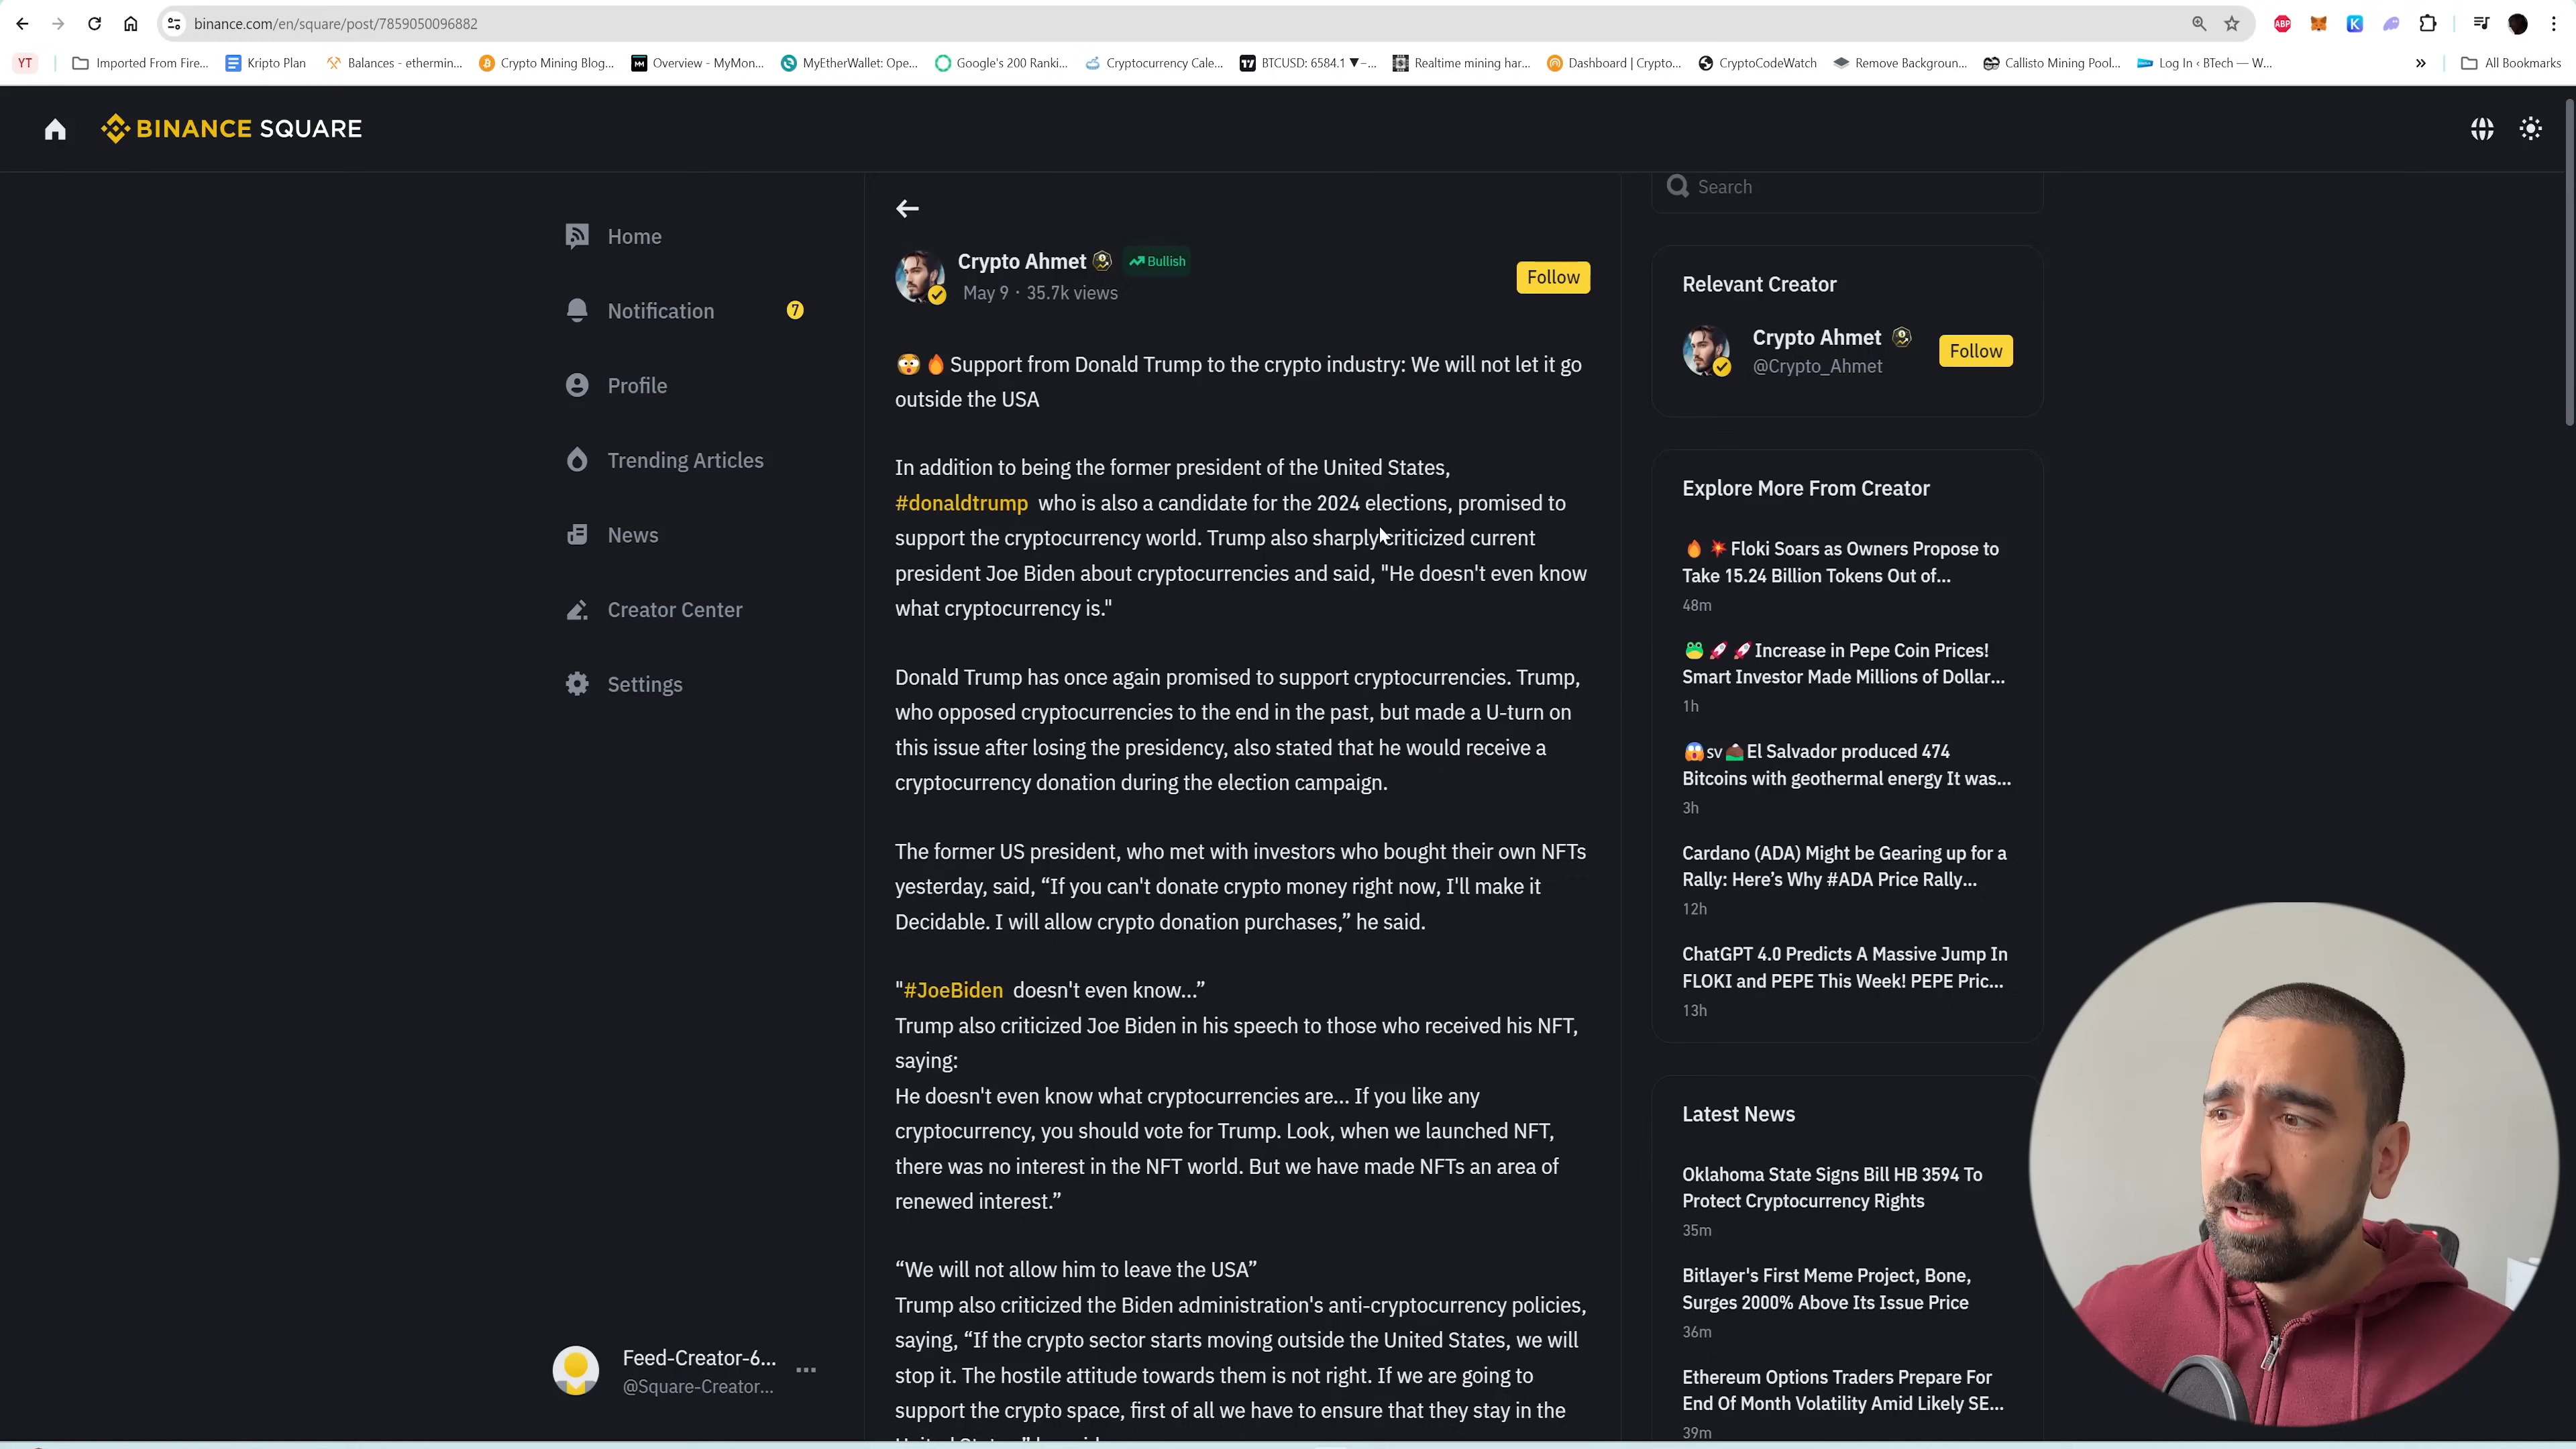 binance.com/en/square/post/7859050096882
ABP
K
YT
Imported From Fire...
Kripto Plan
Balances - ethermin...
Crypto Mining Blog...
Overview - MyMon...
MyEtherWallet: Ope...
Google's 200 Ranki...
Cryptocurrency Cale...
BTCUSD: 6584.1 ▼−...
Realtime mining har...
Dashboard | Crypto...
CryptoCodeWatch
Remove Backgroun...
Callisto Mining Pool...
Log In ‹ BTech — W...
»
All Bookmarks
BINANCE SQUARE
Home
Notification
7
Profile
Trending Articles
News
Creator Center
Settings
Feed-Creator-6...
@Square-Creator...
Crypto Ahmet
Bullish
May 9 · 35.7k views
Follow
🤯🔥Support from Donald Trump to the crypto industry: We will not let it go
outside the USA
In addition to being the former president of the United States,
#donaldtrump who is also a candidate for the 2024 elections, promised to
support the cryptocurrency world. Trump also sharply criticized current
president Joe Biden about cryptocurrencies and said, "He doesn't even know
what cryptocurrency is."
Donald Trump has once again promised to support cryptocurrencies. Trump,
who opposed cryptocurrencies to the end in the past, but made a U-turn on
this issue after losing the presidency, also stated that he would receive a
cryptocurrency donation during the election campaign.
The former US president, who met with investors who bought their own NFTs
yesterday, said, “If you can't donate crypto money right now, I'll make it
Decidable. I will allow crypto donation purchases,” he said.
"#JoeBiden doesn't even know...”
Trump also criticized Joe Biden in his speech to those who received his NFT,
saying:
He doesn't even know what cryptocurrencies are... If you like any
cryptocurrency, you should vote for Trump. Look, when we launched NFT,
there was no interest in the NFT world. But we have made NFTs an area of
renewed interest.”
“We will not allow him to leave the USA”
Trump also criticized the Biden administration's anti-cryptocurrency policies,
saying, “If the crypto sector starts moving outside the United States, we will
stop it. The hostile attitude towards them is not right. If we are going to
support the crypto space, first of all we have to ensure that they stay in the
Search
Relevant Creator
Crypto Ahmet
@Crypto_Ahmet
Follow
Explore More From Creator
🔥💥Floki Soars as Owners Propose to
Take 15.24 Billion Tokens Out of...
48m
🐸🚀🚀Increase in Pepe Coin Prices!
Smart Investor Made Millions of Dollar...
1h
😱sv🌋El Salvador produced 474
Bitcoins with geothermal energy It was...
3h
Cardano (ADA) Might be Gearing up for a
Rally: Here’s Why #ADA Price Rally...
12h
ChatGPT 4.0 Predicts A Massive Jump In
FLOKI and PEPE This Week! PEPE Pric...
13h
Latest News
Oklahoma State Signs Bill HB 3594 To
Protect Cryptocurrency Rights
35m
Bitlayer's First Meme Project, Bone,
Surges 2000% Above Its Issue Price
36m
Ethereum Options Traders Prepare For
End Of Month Volatility Amid Likely SE...
39m